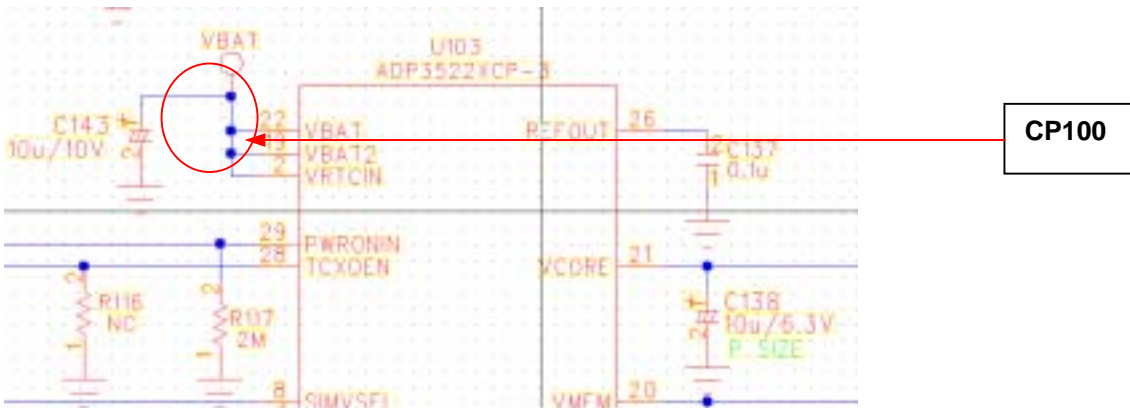 VBAT
U103
ADP3522XCP-3
C143
10u/10V
22
VBAT
VBAT2
2
VRTCIN
REFOUT
26
C137
0.1u
CP100
29
PWRONIN
28
TCXOEN
VCORE
21
R116
NC
R117
2M
C138
10u/6.3V
P SIZE
8
SIMVSEL
VMEM
20